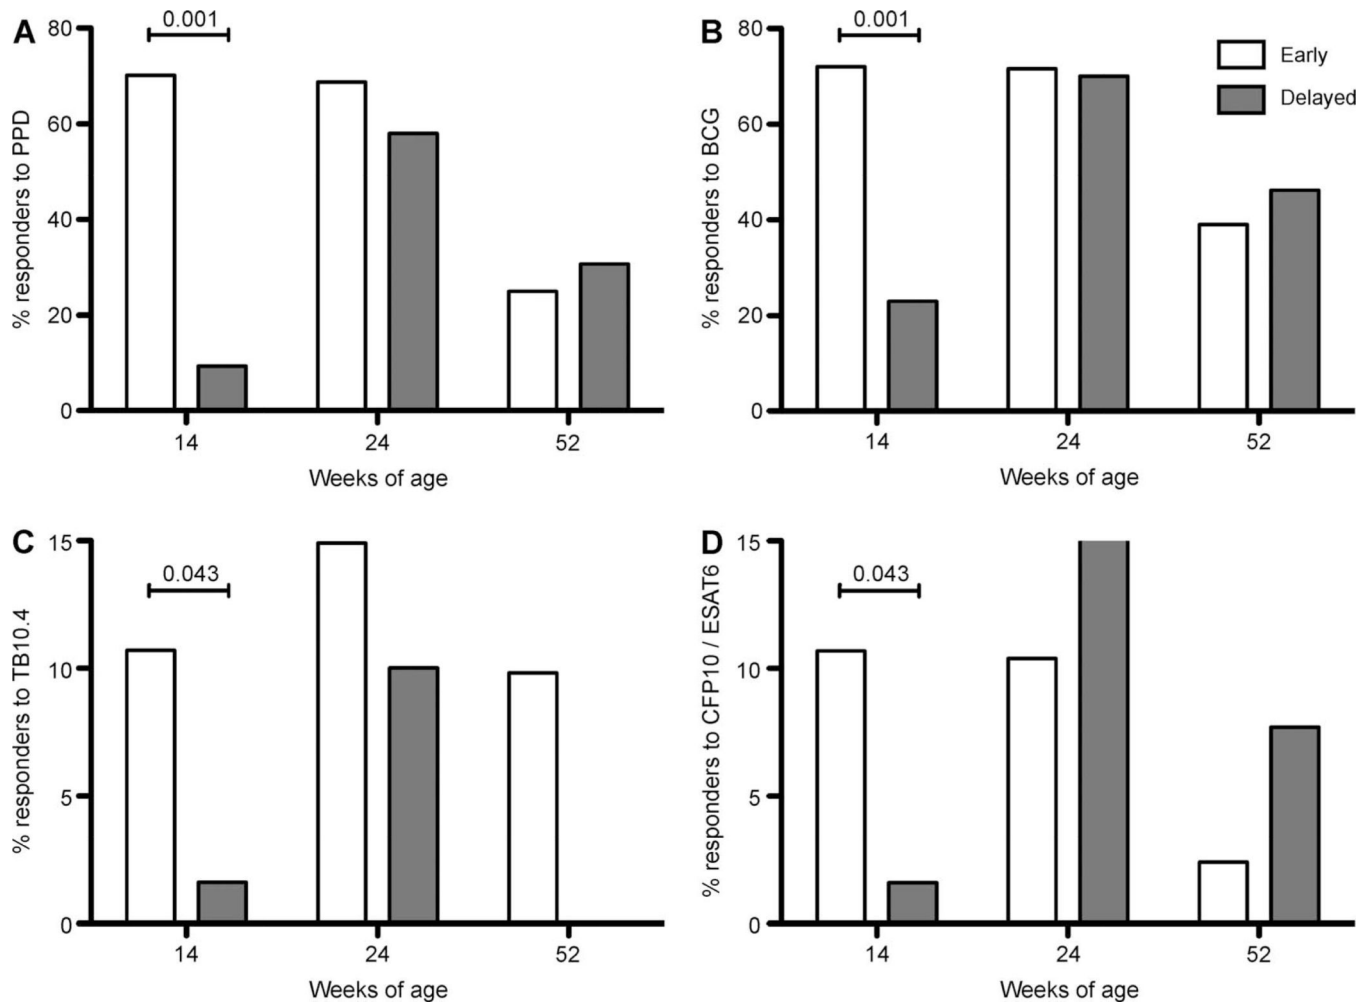 A
0.001
80
60
40
20
0
% responders to PPD
14
24
52
Weeks of age
B
0.001
Early
Delayed
80
60
40
20
0
% responders to BCG
14
24
52
Weeks of age
C
0.043
15
10
5
0
% responders to TB10.4
14
24
52
Weeks of age
D
0.043
15
10
5
0
% responders to CFP10 / ESAT6
14
24
52
Weeks of age